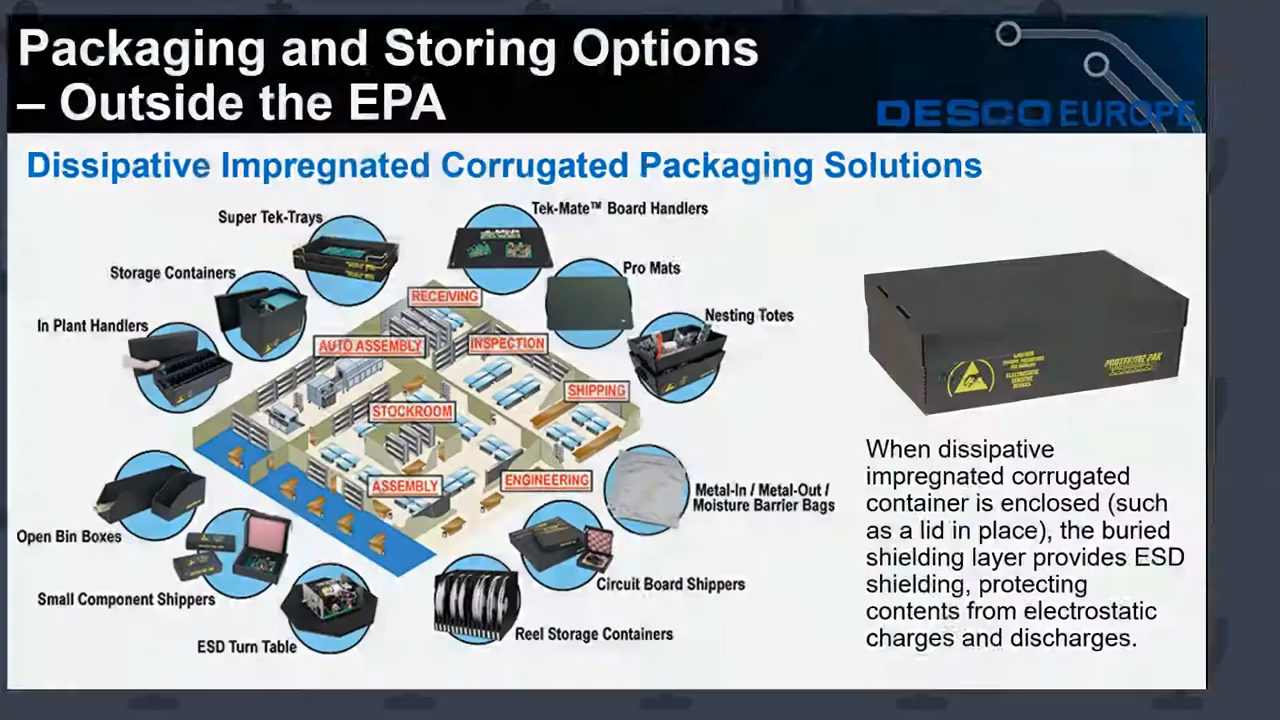 Packaging and Storing Options
– Outside the EPA
DESCO EUROPE
Dissipative Impregnated Corrugated Packaging Solutions
Super Tek-Trays
Tek-Mate™ Board Handlers
Storage Containers
Pro Mats
In Plant Handlers
Nesting Totes
RECEIVING
AUTO ASSEMBLY
INSPECTION
SHIPPING
STOCKROOM
ASSEMBLY
ENGINEERING
Metal-In / Metal-Out /
Moisture Barrier Bags
Open Bin Boxes
Small Component Shippers
Circuit Board Shippers
ESD Turn Table
Reel Storage Containers
PROTEKTIVE PAK
When dissipative
impregnated corrugated
container is enclosed (such
as a lid in place), the buried
shielding layer provides ESD
shielding, protecting
contents from electrostatic
charges and discharges.